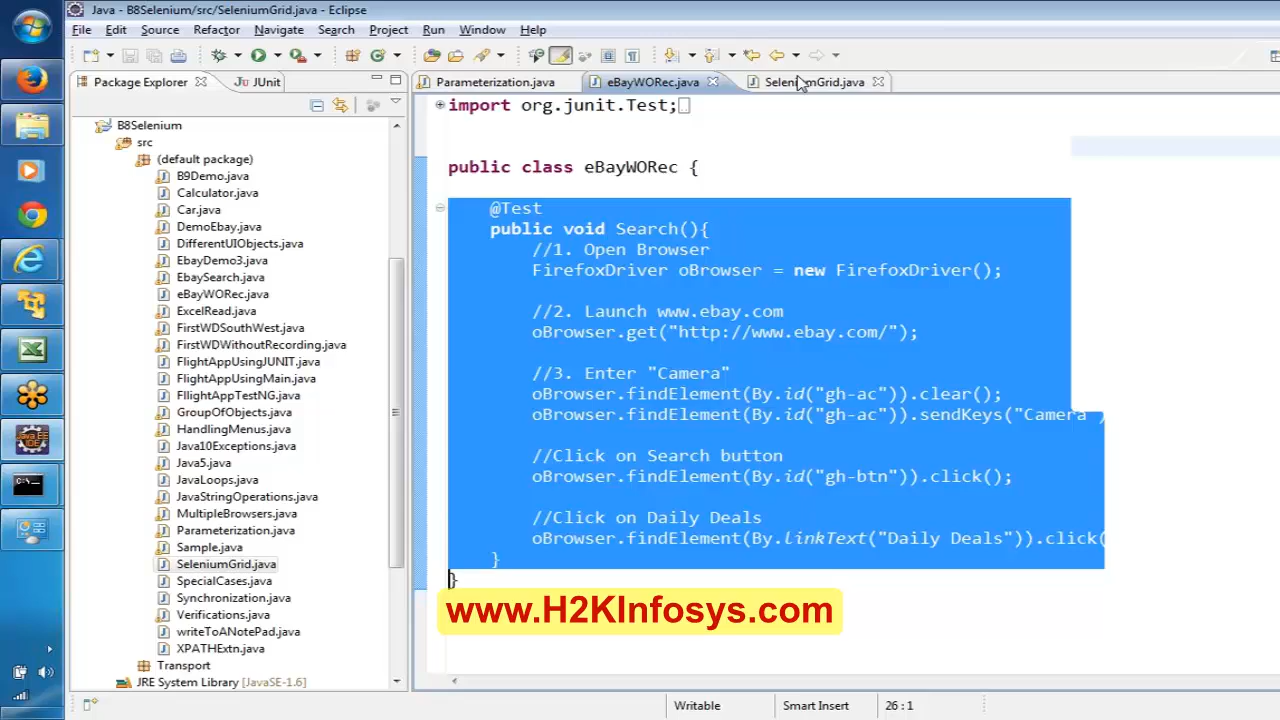 Java - B8Selenium/src/SeleniumGrid.java - Eclipse
File Edit Source Refactor Navigate Search Project Run Window Help
Package Explorer JUnit
Parameterization.java eBayWORec.java SeleniumGrid.java
B8Selenium
src
(default package)
B9Demo.java
Calculator.java
Car.java
DemoEbay.java
DifferentUIObjects.java
EbayDemo3.java
EbaySearch.java
eBayWORec.java
ExcelRead.java
FirstWDSouthWest.java
FirstWDWithoutRecording.java
FlightAppUsingJUNIT.java
FlightAppUsingMain.java
FllightAppTestNG.java
GroupOfObjects.java
HandlingMenus.java
Java10Exceptions.java
Java5.java
JavaLoops.java
JavaStringOperations.java
MultipleBrowsers.java
Parameterization.java
Sample.java
SeleniumGrid.java
SpecialCases.java
Synchronization.java
Verifications.java
writeToANotePad.java
XPATHExtn.java
Transport
JRE System Library [JavaSE-1.6]
import org.junit.Test;
public class eBayWORec {
@Test
public void Search(){
//1. Open Browser
FirefoxDriver oBrowser = new FirefoxDriver();
//2. Launch www.ebay.com
oBrowser.get("http://www.ebay.com/");
//3. Enter "Camera"
oBrowser.findElement(By.id("gh-ac")).clear();
oBrowser.findElement(By.id("gh-ac")).sendKeys("Camera")
//Click on Search button
oBrowser.findElement(By.id("gh-btn")).click();
//Click on Daily Deals
oBrowser.findElement(By.linkText("Daily Deals")).click(
}
}
www.H2KInfosys.com
Writable Smart Insert 26 : 1